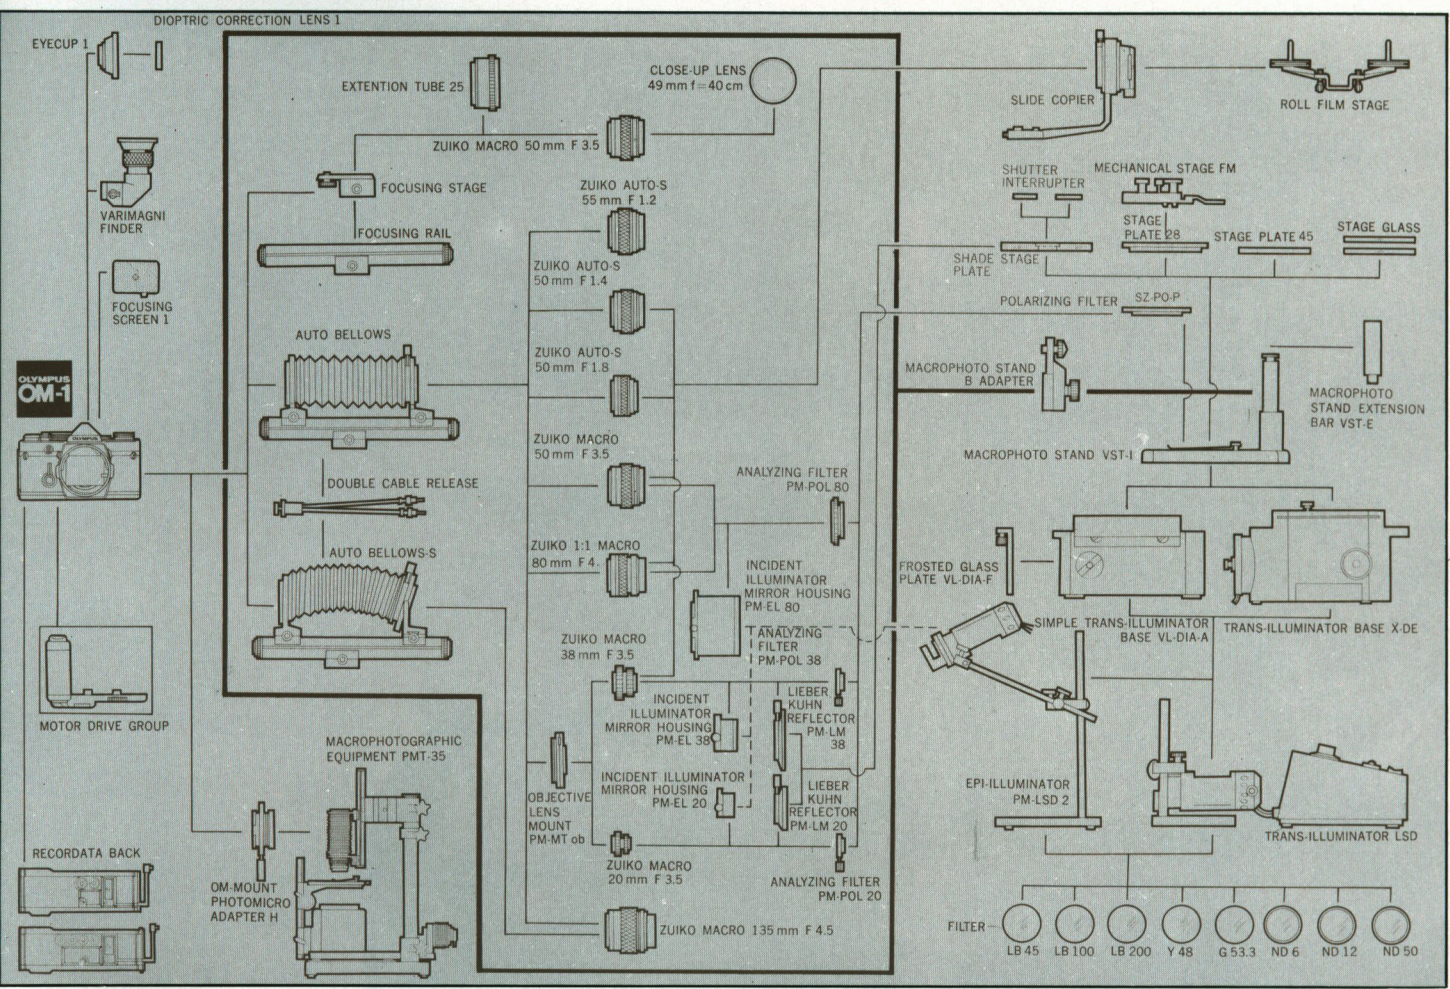 DIOPTRIC CORRECTION LENS 1
EYECUP 1
VARIMAGNI
FINDER
FOCUSING
SCREEN 1
OLYMPUS
OM-1
OLYMPUS
MOTOR DRIVE GROUP
RECORDATA BACK
EXTENTION TUBE 25
CLOSE-UP LENS
49 mm f=40 cm
ZUIKO MACRO 50 mm F 3.5
FOCUSING STAGE
FOCUSING RAIL
AUTO BELLOWS
DOUBLE CABLE RELEASE
AUTO BELLOWS-S
MACROPHOTOGRAPHIC
EQUIPMENT PMT-35
OM-MOUNT
PHOTOMICRO
ADAPTER H
ZUIKO AUTO-S
55 mm F 1.2
ZUIKO AUTO-S
50 mm F 1.4
ZUIKO AUTO-S
50 mm F 1.8
ZUIKO MACRO
50 mm F 3.5
ZUIKO 1:1 MACRO
80 mm F 4.
ZUIKO MACRO
38 mm F 3.5
OBJECTIVE
LENS
MOUNT
PM-MT ob
ZUIKO MACRO
20 mm F 3.5
ZUIKO MACRO 135 mm F 4.5
ANALYZING FILTER
PM-POL 80
INCIDENT
ILLUMINATOR
MIRROR HOUSING
PM-EL 80
ANALYZING
FILTER
PM-POL 38
INCIDENT
ILLUMINATOR
MIRROR HOUSING
PM-EL 38
INCIDENT ILLUMINATOR
MIRROR HOUSING
PM-EL 20
LIEBER
KUHN
REFLECTOR
PM-LM
38
LIEBER
KUHN
REFLECTOR
PM-LM 20
ANALYZING FILTER
PM-POL 20
SLIDE COPIER
ROLL FILM STAGE
SHUTTER
INTERRUPTER
MECHANICAL STAGE FM
SHADE STAGE
PLATE
STAGE
PLATE 28
STAGE PLATE 45
STAGE GLASS
POLARIZING FILTER
SZ-PO-P
MACROPHOTO STAND
B ADAPTER
MACROPHOTO
STAND EXTENSION
BAR VST-E
MACROPHOTO STAND VST-I
FROSTED GLASS
PLATE VL-DIA-F
SIMPLE TRANS-ILLUMINATOR
BASE VL-DIA-A
TRANS-ILLUMINATOR BASE X-DE
EPI-ILLUMINATOR
PM-LSD 2
TRANS-ILLUMINATOR LSD
FILTER
LB 45
LB 100
LB 200
Y 48
G 53.3
ND 6
ND 12
ND 50